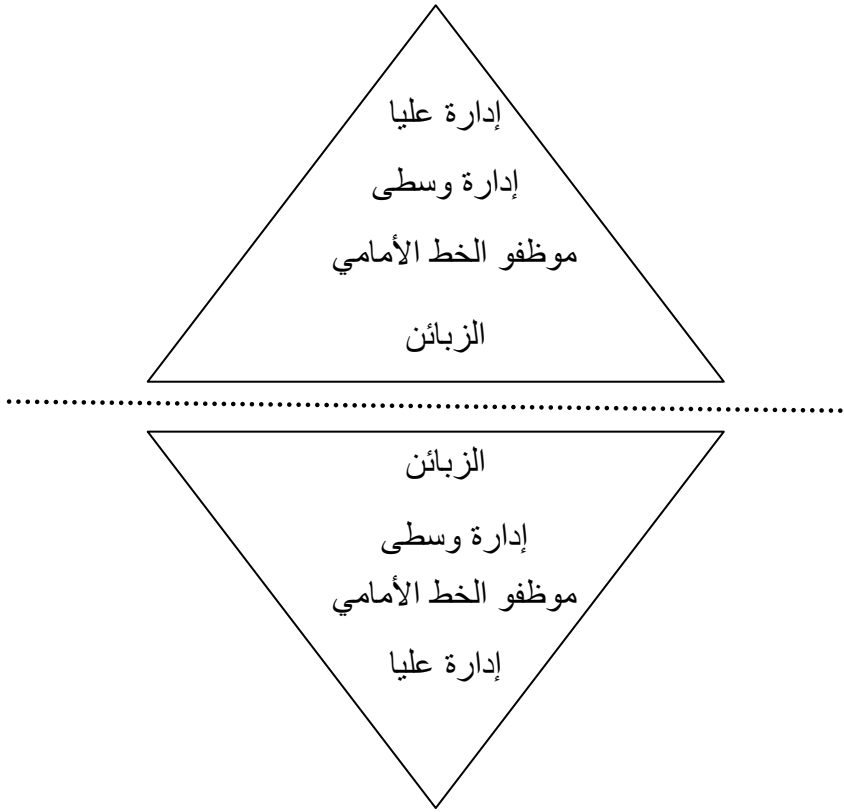 إدارة عليا
إدارة وسطى
موظفو الخط الأمامي
الزبائن
الزبائن
إدارة وسطى
موظفو الخط الأمامي
إدارة عليا